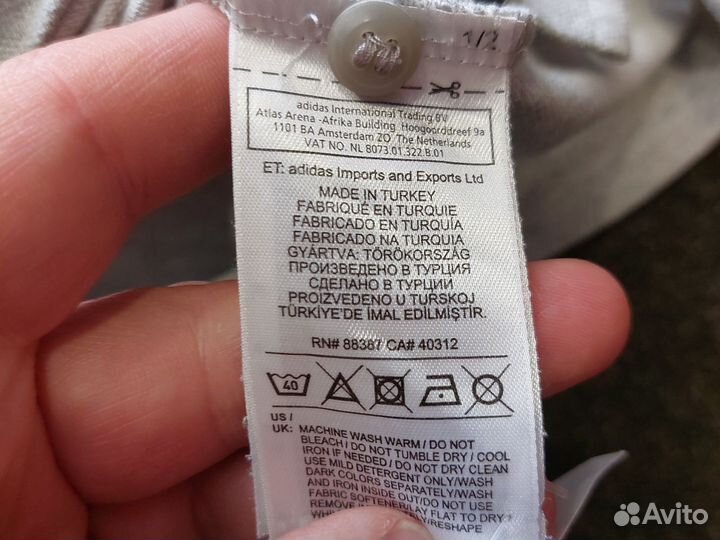 1/2
adidas International Trading BV
Atlas Arena -Afrika Building Hoogoorddreef 9a
1101 BA Amsterdam ZO The Netherlands
VAT NO. NL 8073.01.322.B.01
ET: adidas Imports and Exports Ltd
MADE IN TURKEY
FABRIQUÉ EN TURQUIE
FABRICADO EN TURQUÍA
FABRICADO NA TURQUIA
GYÁRTVA: TÖRÖKORSZÁG
ПРОИЗВЕДЕНО В ТУРЦИЯ
СДЕЛАНО В ТУРЦИИ
PROIZVEDENO U TURSKOJ
TÜRKİYE'DE İMAL EDİLMİŞTİR.
RN# 88387 CA# 40312
40
US /
UK: MACHINE WASH WARM / DO NOT
BLEACH / DO NOT TUMBLE DRY / COOL
IRON IF NEEDED / DO NOT DRY CLEAN
USE MILD DETERGENT ONLY/WASH
DARK COLORS SEPARATELY/WASH
AND IRON INSIDE OUT/DO NOT USE
FABRIC SOFTENER/LAY FLAT TO DRY
/RESHAPE
Avito